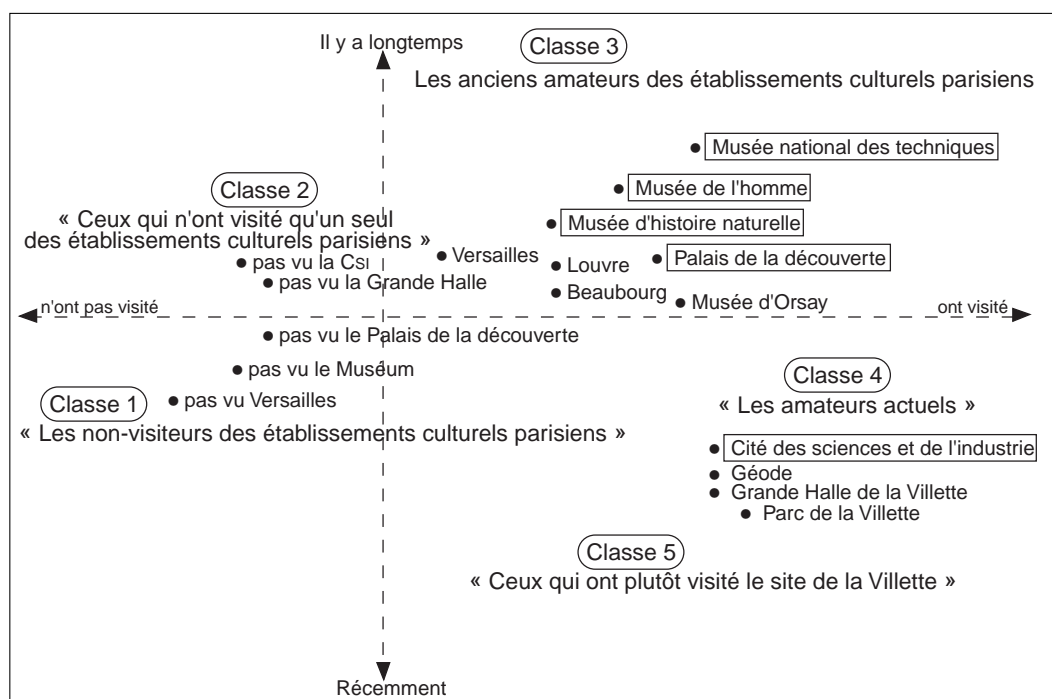 Il y a longtemps
Classe 3
Les anciens amateurs des établissements culturels parisiens
Musée national des techniques
Musée de l'homme
Classe 2
« Ceux qui n'ont visité qu'un seul
des établissements culturels parisiens »
Musée d'histoire naturelle
Versailles
Palais de la découverte
pas vu la CSI
Louvre
pas vu la Grande Halle
Beaubourg
Musée d'Orsay
n'ont pas visité
ont visité
pas vu le Palais de la découverte
pas vu le Muséum
Classe 4
pas vu Versailles
Classe 1
« Les amateurs actuels »
« Les non-visiteurs des établissements culturels parisiens »
Cité des sciences et de l'industrie
Géode
Grande Halle de la Villette
Parc de la Villette
Classe 5
« Ceux qui ont plutôt visité le site de la Villette »
Récemment